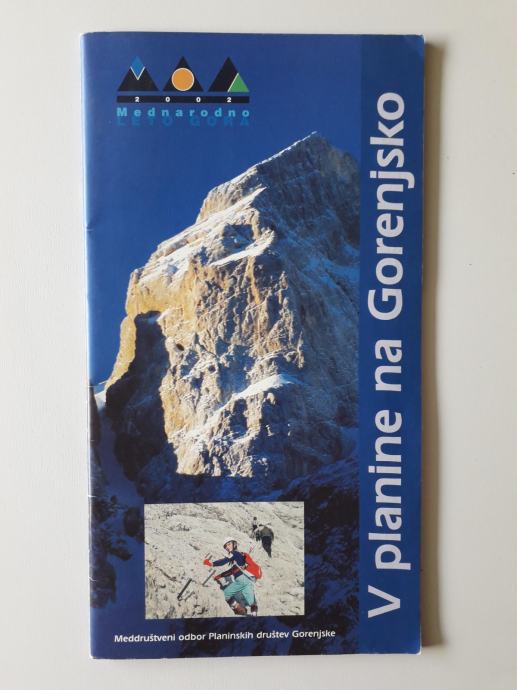 2002
Mednarodno
LETO GORA
V planine na Gorenjsko
Meddruštveni odbor Planinskih društev Gorenjske